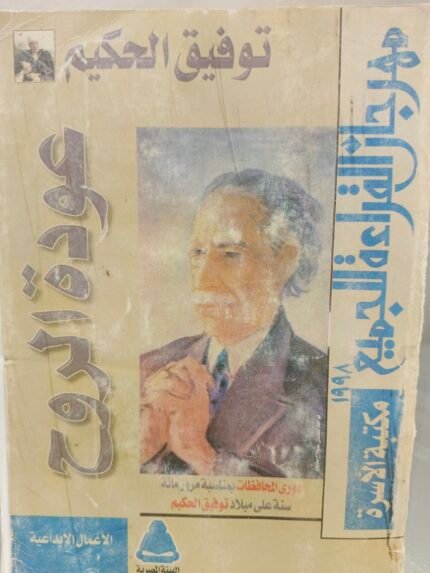 توفيق الحكيم
عودة الروح
مهرجان القراءة للجميع
١٩٩٨
مكتبة الأسرة
دورى المحافظات بمناسبة مرور مائة
سنة على ميلاد توفيق الحكيم
الأعمال الإبداعية
الهيئة المصرية